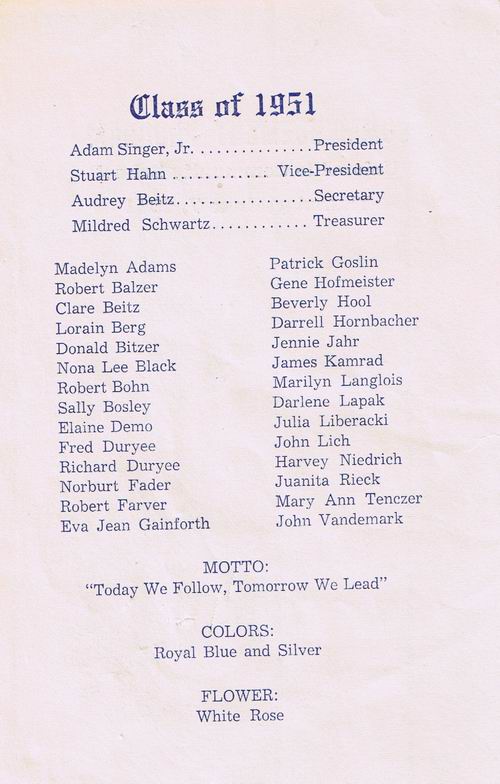 Class of 1951
Adam Singer, Jr. . . . . . . . . . . . . . . President
Stuart Hahn . . . . . . . . . . . . Vice-President
Audrey Beitz. . . . . . . . . . . . . . . . . Secretary
Mildred Schwartz. . . . . . . . . . . . Treasurer
Madelyn Adams
Robert Balzer
Clare Beitz
Lorain Berg
Donald Bitzer
Nona Lee Black
Robert Bohn
Sally Bosley
Elaine Demo
Fred Duryee
Richard Duryee
Norburt Fader
Robert Farver
Eva Jean Gainforth
Patrick Goslin
Gene Hofmeister
Beverly Hool
Darrell Hornbacher
Jennie Jahr
James Kamrad
Marilyn Langlois
Darlene Lapak
Julia Liberacki
John Lich
Harvey Niedrich
Juanita Rieck
Mary Ann Tenczer
John Vandemark
MOTTO:
“Today We Follow, Tomorrow We Lead”
COLORS:
Royal Blue and Silver
FLOWER:
White Rose